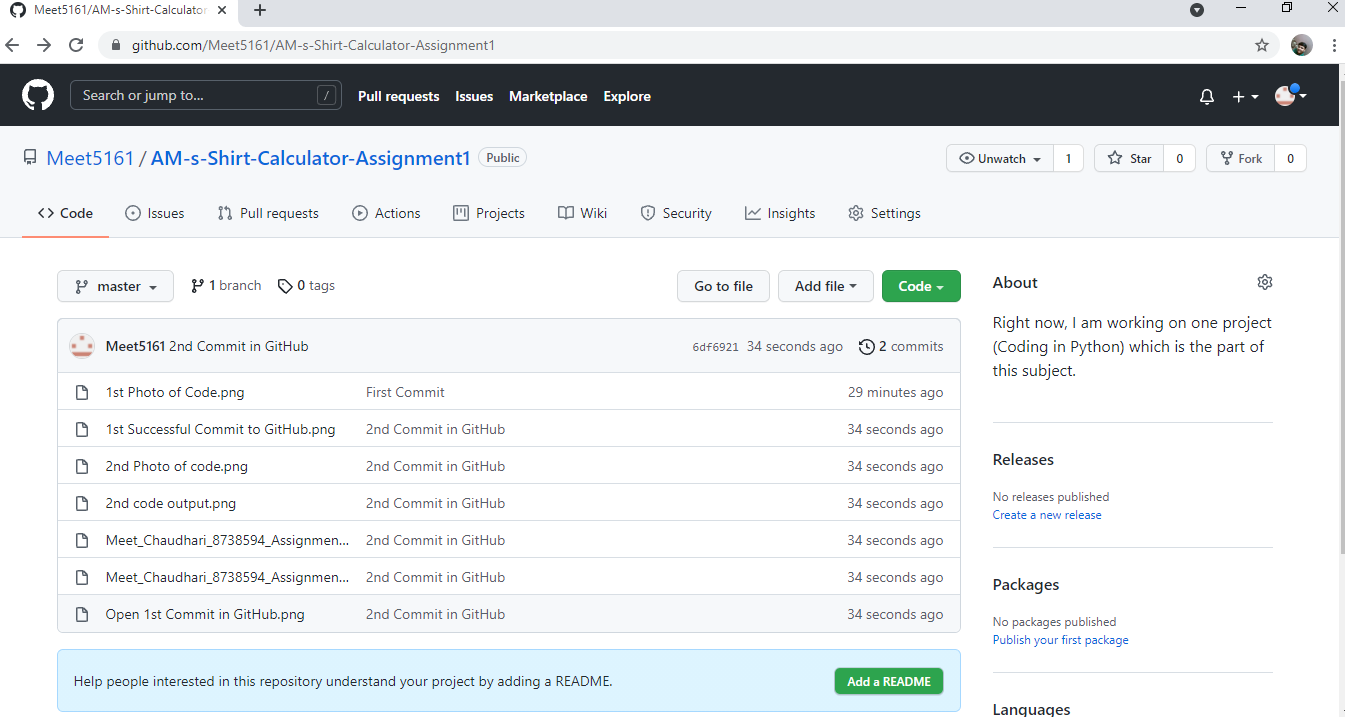 Meet5161/AM-s-Shirt-Calculator
github.com/Meet5161/AM-s-Shirt-Calculator-Assignment1
Search or jump to... / Pull requests Issues Marketplace Explore
Meet5161 / AM-s-Shirt-Calculator-Assignment1 Public Unwatch 1 Star 0 Fork 0
Code Issues Pull requests Actions Projects Wiki Security Insights Settings
master 1 branch 0 tags Go to file Add file Code
Meet5161 2nd Commit in GitHub 6df6921 34 seconds ago 2 commits
1st Photo of Code.png First Commit 29 minutes ago
1st Successful Commit to GitHub.png 2nd Commit in GitHub 34 seconds ago
2nd Photo of code.png 2nd Commit in GitHub 34 seconds ago
2nd code output.png 2nd Commit in GitHub 34 seconds ago
Meet_Chaudhari_8738594_Assignmen... 2nd Commit in GitHub 34 seconds ago
Meet_Chaudhari_8738594_Assignmen... 2nd Commit in GitHub 34 seconds ago
Open 1st Commit in GitHub.png 2nd Commit in GitHub 34 seconds ago
Help people interested in this repository understand your project by adding a README. Add a README
About
Right now, I am working on one project
(Coding in Python) which is the part of
this subject.
Releases
No releases published
Create a new release
Packages
No packages published
Publish your first package
Languages